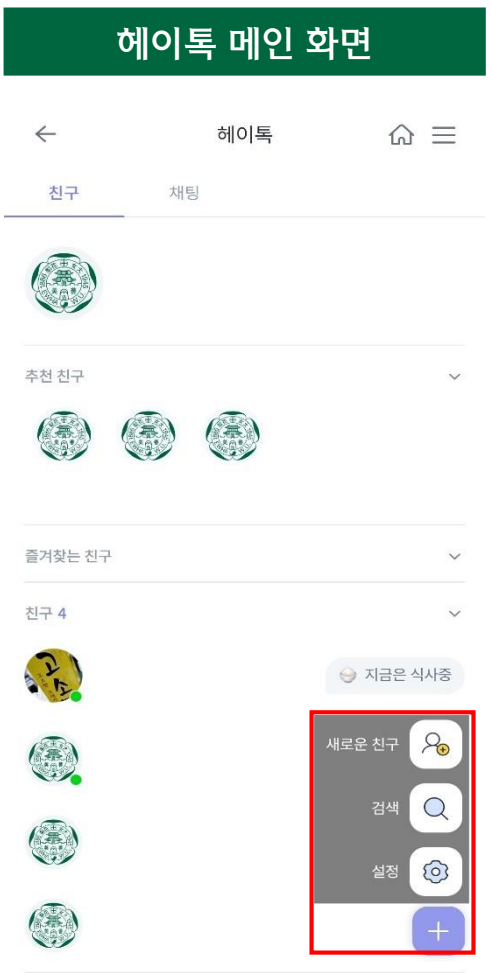 헤이톡 메인 화면
헤이톡
친구 채팅
추천 친구
즐겨찾는 친구
친구 4
고소
지금은 식사중
새로운 친구
검색
설정